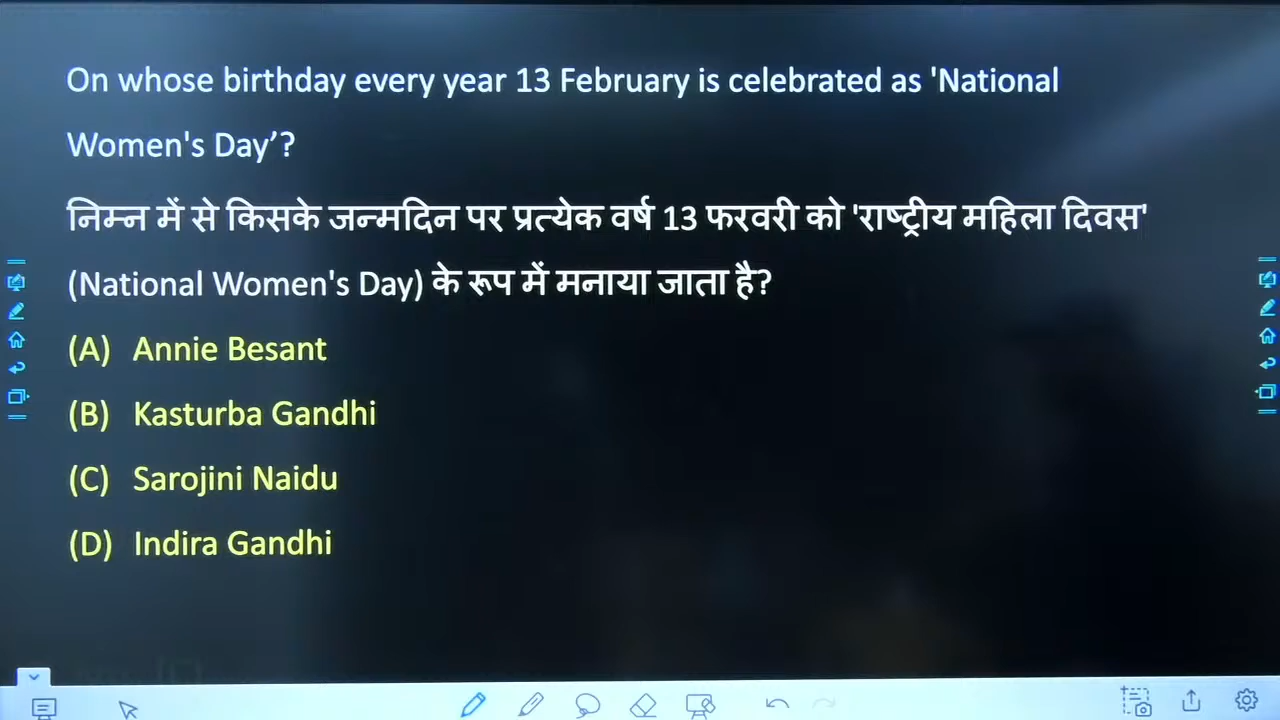 On whose birthday every year 13 February is celebrated as 'National
Women's Day’?
निम्न में से किसके जन्मदिन पर प्रत्येक वर्ष 13 फरवरी को 'राष्ट्रीय महिला दिवस'
(National Women's Day) के रूप में मनाया जाता है?
(A) Annie Besant
(B) Kasturba Gandhi
(C) Sarojini Naidu
(D) Indira Gandhi